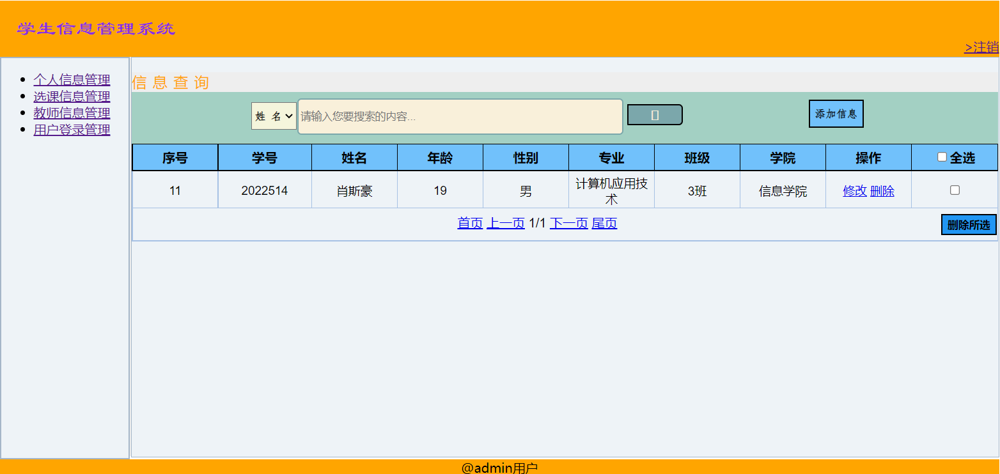 学生信息管理系统
>注销
个人信息管理
选课信息管理
教师信息管理
用户登录管理
信 息 查 询
姓 名 请输入您要搜索的内容... 添加信息
序号 学号 姓名 年龄 性别 专业 班级 学院 操作 全选
11 2022514 肖斯豪 19 男 计算机应用技 3班 信息学院 修改 删除
术
首页 上一页 1/1 下一页 尾页 删除所选
@admin用户